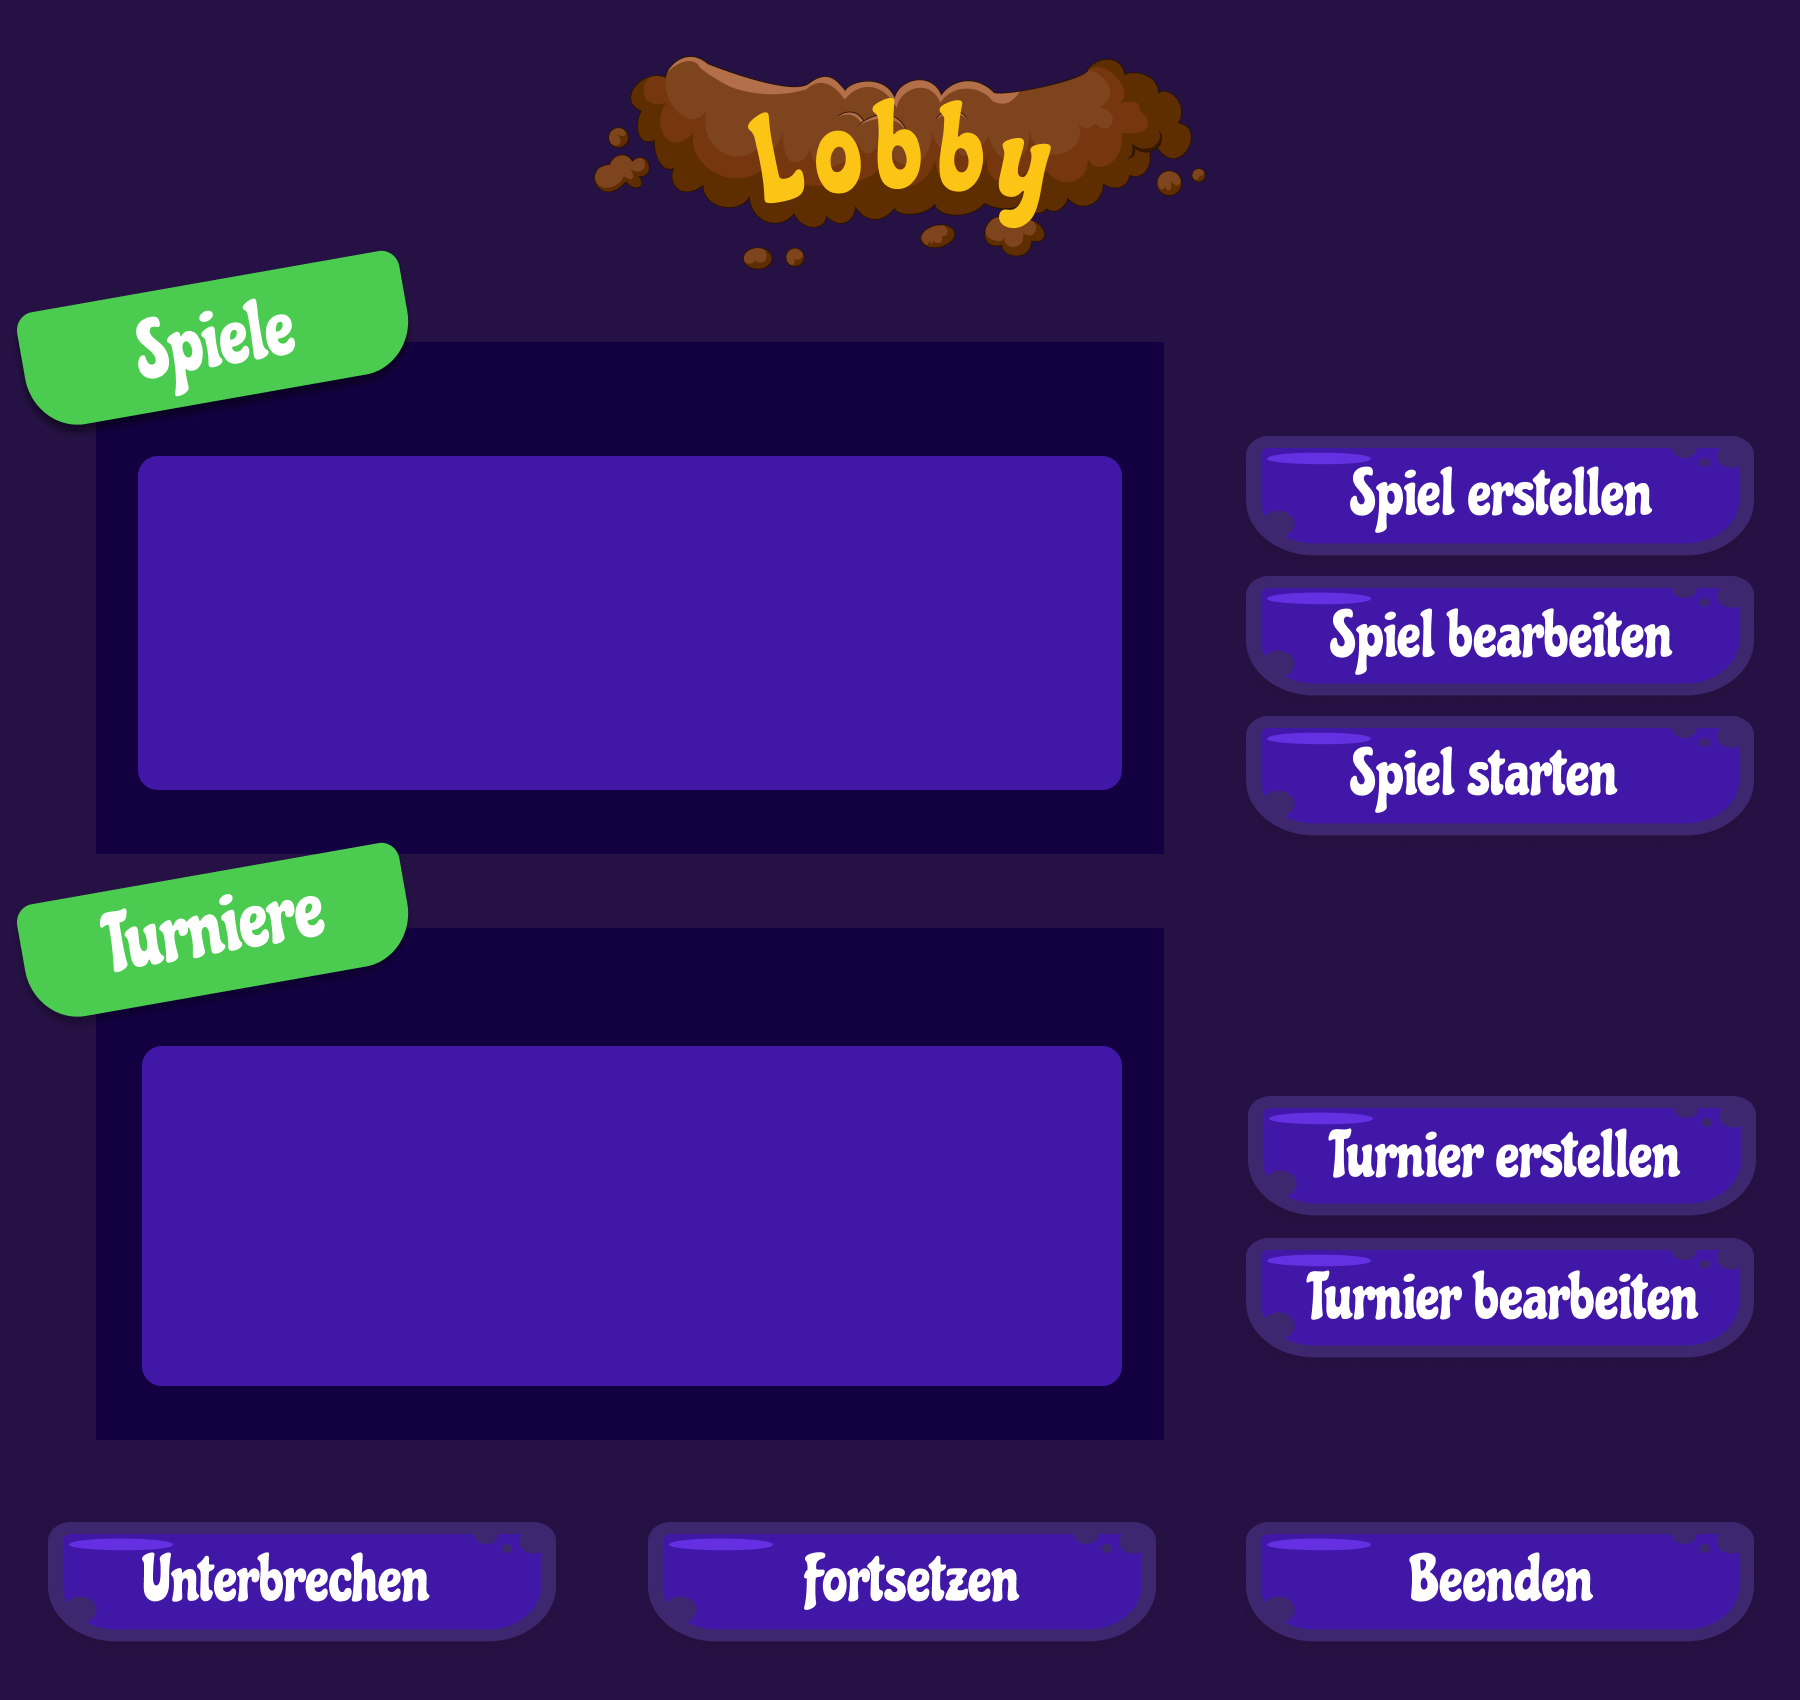 Lobby
Spiele
Spiel erstellen
Spiel bearbeiten
Spiel starten
Turniere
Turnier erstellen
Turnier bearbeiten
Unterbrechen
Fortsetzen
Beenden